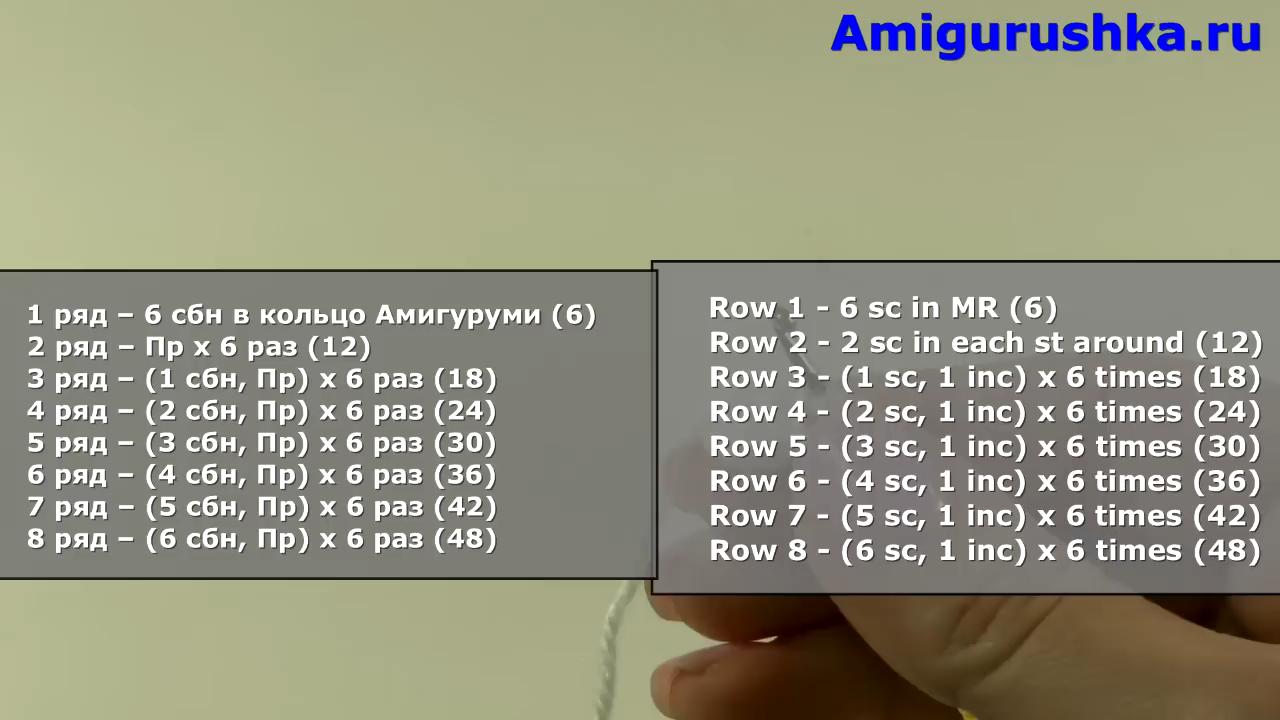 Amigurushka.ru
1 ряд – 6 сбн в кольцо Амигуруми (6)
2 ряд – Пр х 6 раз (12)
3 ряд – (1 сбн, Пр) х 6 раз (18)
4 ряд – (2 сбн, Пр) х 6 раз (24)
5 ряд – (3 сбн, Пр) х 6 раз (30)
6 ряд – (4 сбн, Пр) х 6 раз (36)
7 ряд – (5 сбн, Пр) х 6 раз (42)
8 ряд – (6 сбн, Пр) х 6 раз (48)
Row 1 - 6 sc in MR (6)
Row 2 - 2 sc in each st around (12)
Row 3 - (1 sc, 1 inc) x 6 times (18)
Row 4 - (2 sc, 1 inc) x 6 times (24)
Row 5 - (3 sc, 1 inc) x 6 times (30)
Row 6 - (4 sc, 1 inc) x 6 times (36)
Row 7 - (5 sc, 1 inc) x 6 times (42)
Row 8 - (6 sc, 1 inc) x 6 times (48)